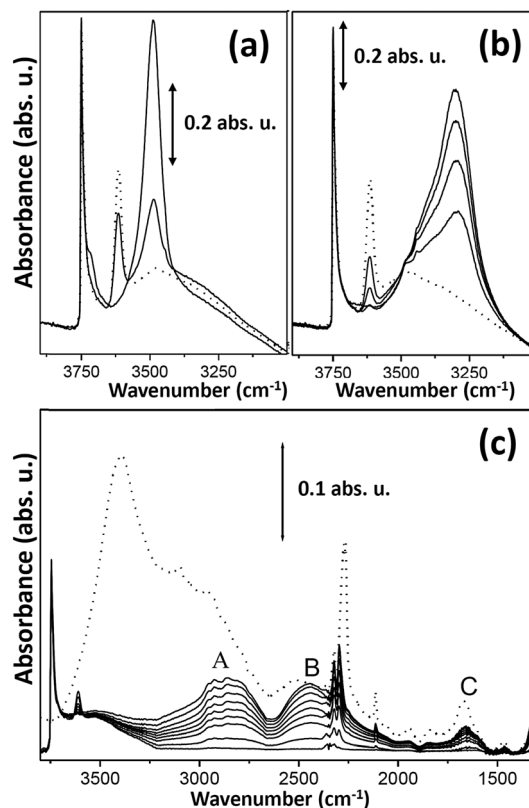 (a)
(b)
0.2 abs. u.
0.2 abs. u.
Absorbance (abs. u.)
3750
3500
3250
3750
3500
3250
Wavenumber (cm-1)
Wavenumber (cm-1)
(c)
0.1 abs. u.
Absorbance (abs. u.)
A
B
C
3500
3000
2500
2000
1500
Wavenumber (cm-1)